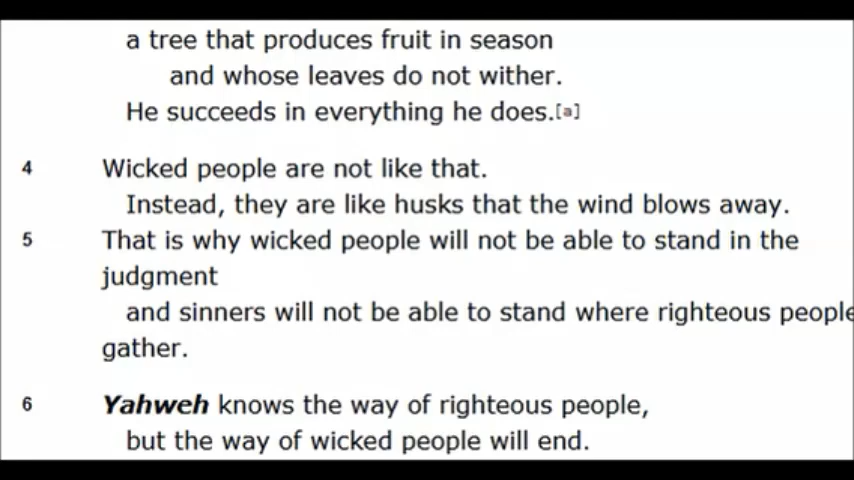 a tree that produces fruit in season
and whose leaves do not wither.
He succeeds in everything he does.[a]
4 Wicked people are not like that.
Instead, they are like husks that the wind blows away.
5 That is why wicked people will not be able to stand in the
judgment
and sinners will not be able to stand where righteous people
gather.
6 Yahweh knows the way of righteous people,
but the way of wicked people will end.